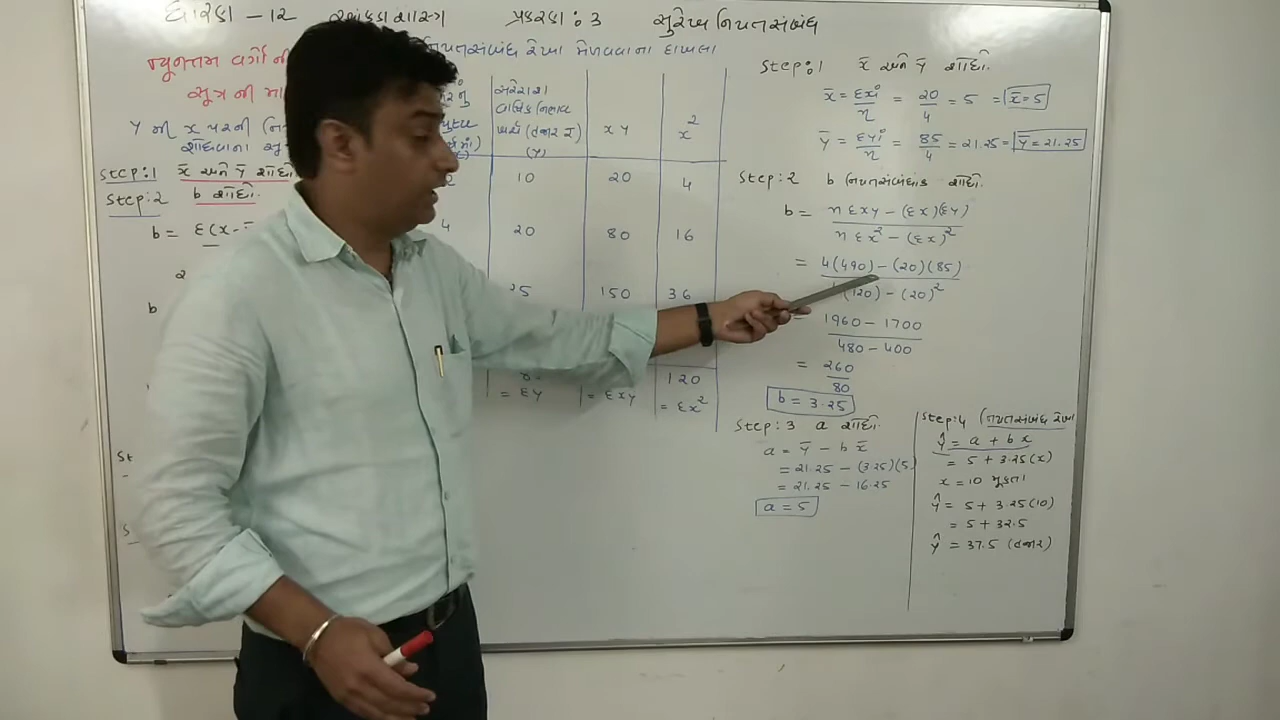 ધોરણ - ૧૨ આંકડાશાસ્ત્ર પ્રકરણ : 3 સુરેખ નિયતસંબંધ
ન્યૂનતમ વર્ગોની
નિયતસંબંધ રેખા મેળવવાના દાખલા
સૂત્ર ની
Y ની X પરની
શોધવાના
Step:1 x̄ અને ȳ શોધો.
Step:2 b શોધો.
b = Σ(x-
b
વાર્ષિક
(Y)
xy
x²
10 20 4
4 20 80 16
25 150 36
120
= Σy = Σxy = Σx²
Step:1 x̄ અને ȳ શોધો.
x̄ = Σxi/n = 20/4 = 5 = x̄ = 5
ȳ = Σyi/n = 85/4 = 21.25 = ȳ = 21.25
Step:2 b નિયતસંબંધાંક શોધો.
b = nΣxy - (Σx)(Σy)
nΣx² - (Σx)²
= 4(490) - (20)(85)
(120) - (20)²
= 1960 - 1700
480 - 400
= 260
80
b = 3.25
Step:3 a શોધો
a = ȳ - b x̄
= 21.25 - (3.25)(5)
= 21.25 - 16.25
a = 5
Step:4 નિયતસંબંધ રેખા
ŷ = a + bx
= 5 + 3.25(x)
x = 10 મૂકતાં
ŷ = 5 + 3.25(10)
= 5 + 32.5
ŷ = 37.5 (હજાર)